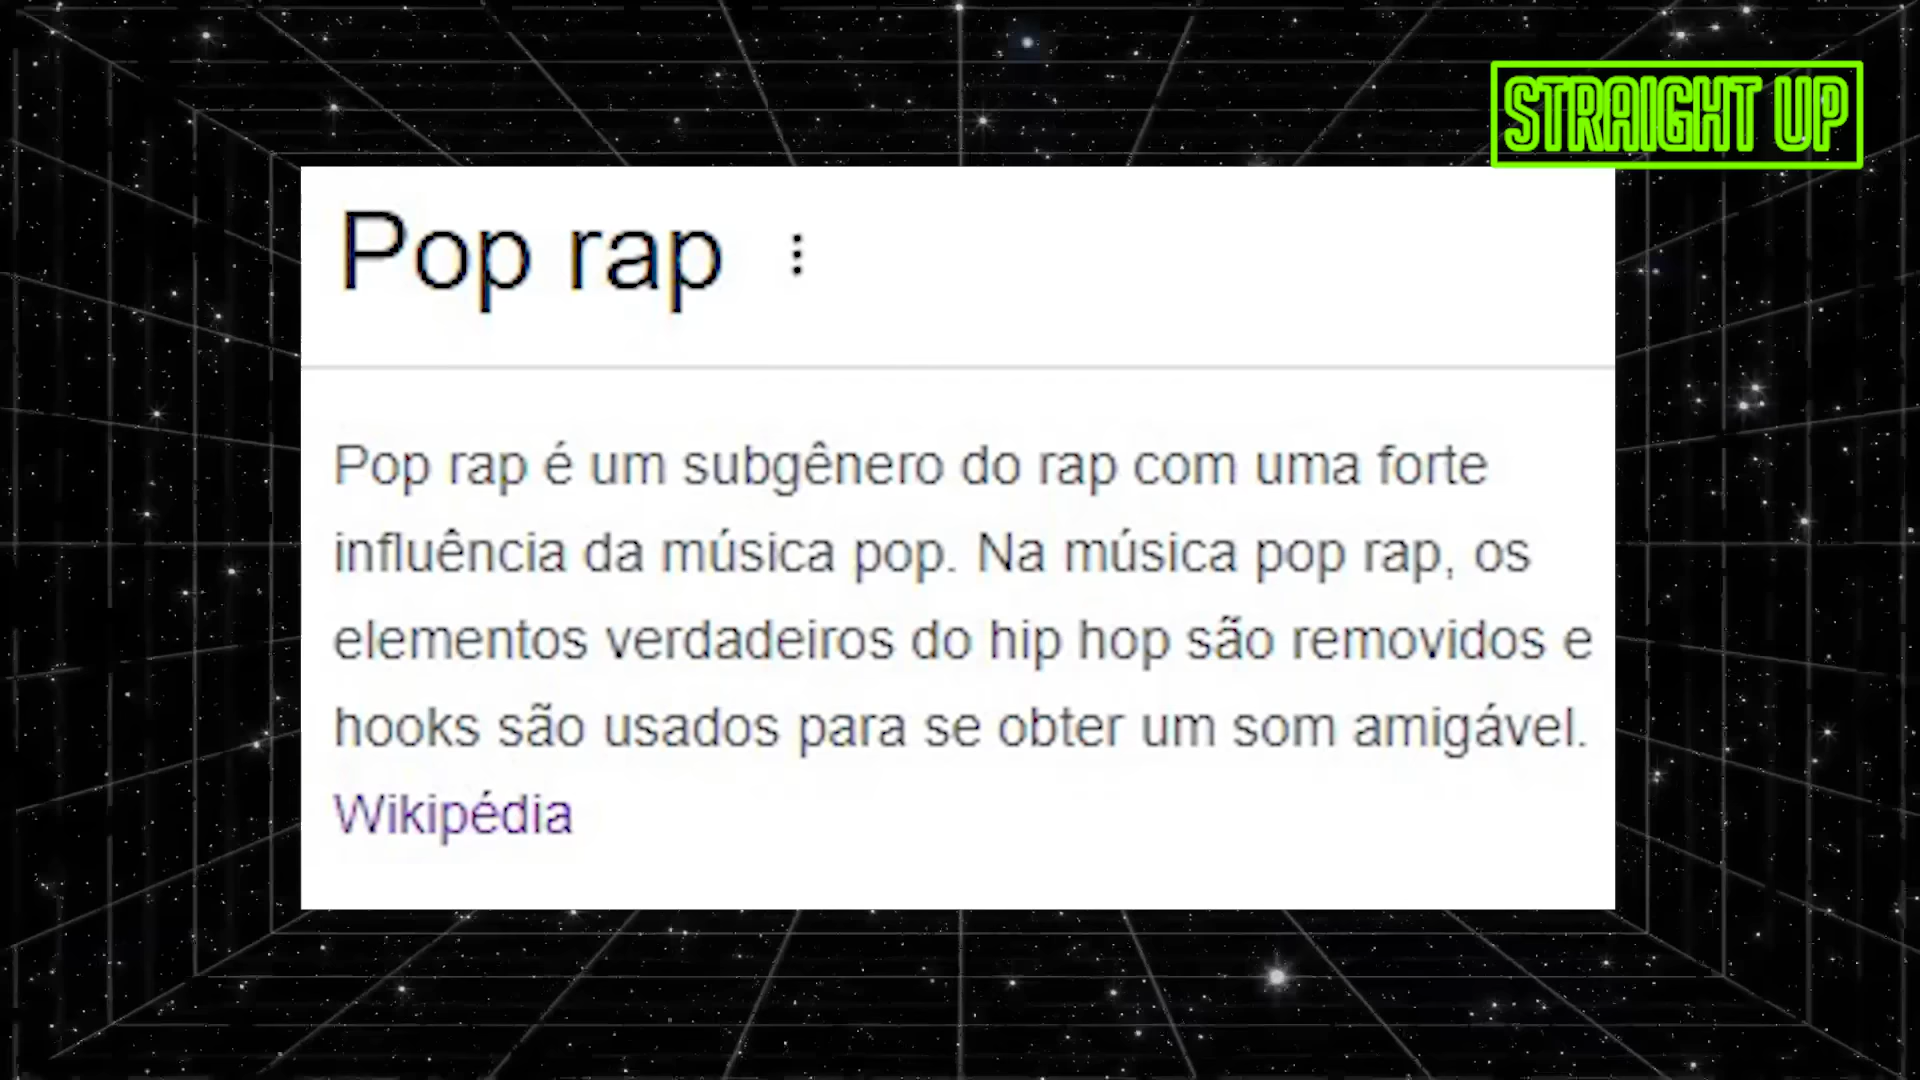 STRAIGHT UP
Pop rap
Pop rap é um subgênero do rap com uma forte
influência da música pop. Na música pop rap, os
elementos verdadeiros do hip hop são removidos e
hooks são usados para se obter um som amigável.
Wikipédia